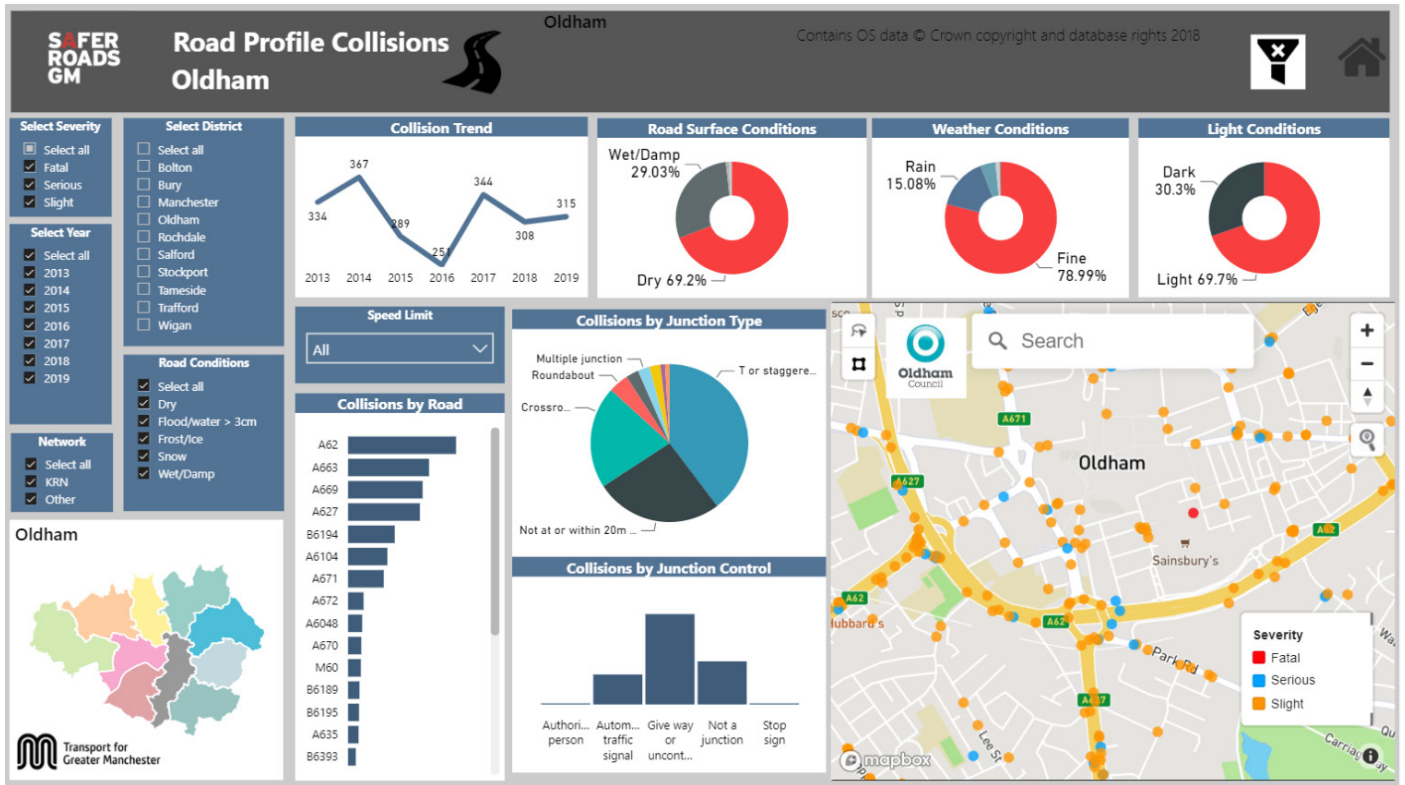 SAFER
ROADS
GM
Road Profile Collisions
Oldham
Oldham
Contains OS data © Crown copyright and database rights 2018
Select Severity
Select all
Fatal
Serious
Slight
Select Year
Select all
2013
2014
2015
2016
2017
2018
2019
Network
Select all
KRN
Other
Select District
Select all
Bolton
Bury
Manchester
Oldham
Rochdale
Salford
Stockport
Tameside
Trafford
Wigan
Road Conditions
Select all
Dry
Flood/water > 3cm
Frost/Ice
Snow
Wet/Damp
Oldham
Transport for
Greater Manchester
Collision Trend
367
344
334
315
308
289
251
2013 2014 2015 2016 2017 2018 2019
Road Surface Conditions
Wet/Damp
29.03%
Dry 69.2%
Weather Conditions
Rain
15.08%
Fine
78.99%
Light Conditions
Dark
30.3%
Light 69.7%
Speed Limit
All
Collisions by Road
A62
A663
A669
A627
B6194
A6104
A671
A672
A6048
A670
M60
B6189
B6195
A635
B6393
Collisions by Junction Type
Multiple junction
Roundabout
T or staggere...
Crossro...
Not at or within 20m ...
Collisions by Junction Control
Authori... person
Autom... traffic signal
Give way or uncont...
Not a junction
Stop sign
Oldham
Council
Search
A671
Oldham
A627
A62
Sainsbury's
A62
Hubbard's
A62
Park Rd
A627
Lee St
Carriag ay
mapbox
Severity
Fatal
Serious
Slight